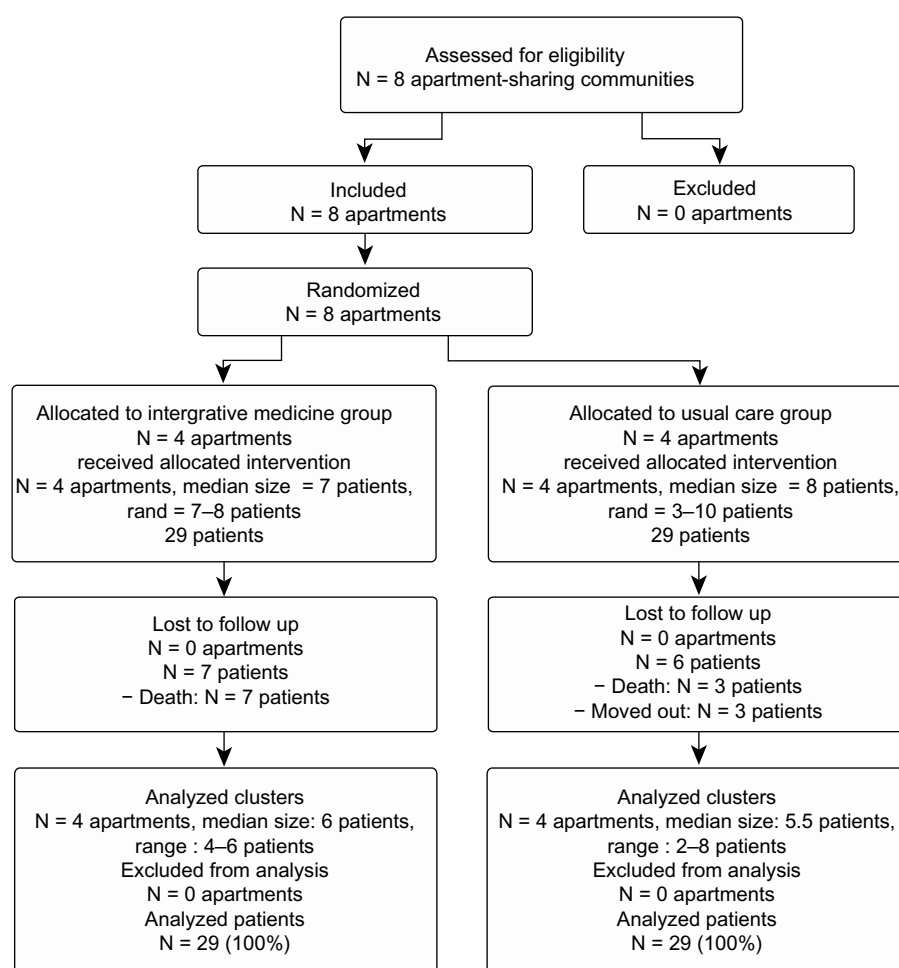 Assessed for eligibility
N = 8 apartment-sharing communities
Included
N = 8 apartments
Excluded
N = 0 apartments
Randomized
N = 8 apartments
Allocated to intergrative medicine group
N = 4 apartments
received allocated intervention
N = 4 apartments, median size = 7 patients,
rand = 7–8 patients
29 patients
Allocated to usual care group
N = 4 apartments
received allocated intervention
N = 4 apartments, median size = 8 patients,
rand = 3–10 patients
29 patients
Lost to follow up
N = 0 apartments
N = 7 patients
− Death: N = 7 patients
Lost to follow up
N = 0 apartments
N = 6 patients
− Death: N = 3 patients
− Moved out: N = 3 patients
Analyzed clusters
N = 4 apartments, median size: 6 patients,
range : 4–6 patients
Excluded from analysis
N = 0 apartments
Analyzed patients
N = 29 (100%)
Analyzed clusters
N = 4 apartments, median size: 5.5 patients,
range : 2–8 patients
Excluded from analysis
N = 0 apartments
Analyzed patients
N = 29 (100%)